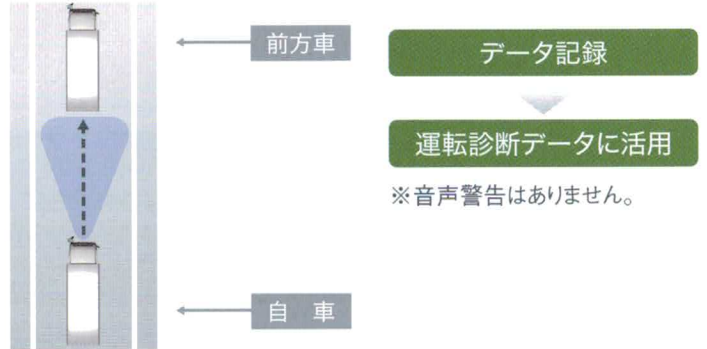 前方車
データ記録
運転診断データに活用
※音声警告はありません。
自 車